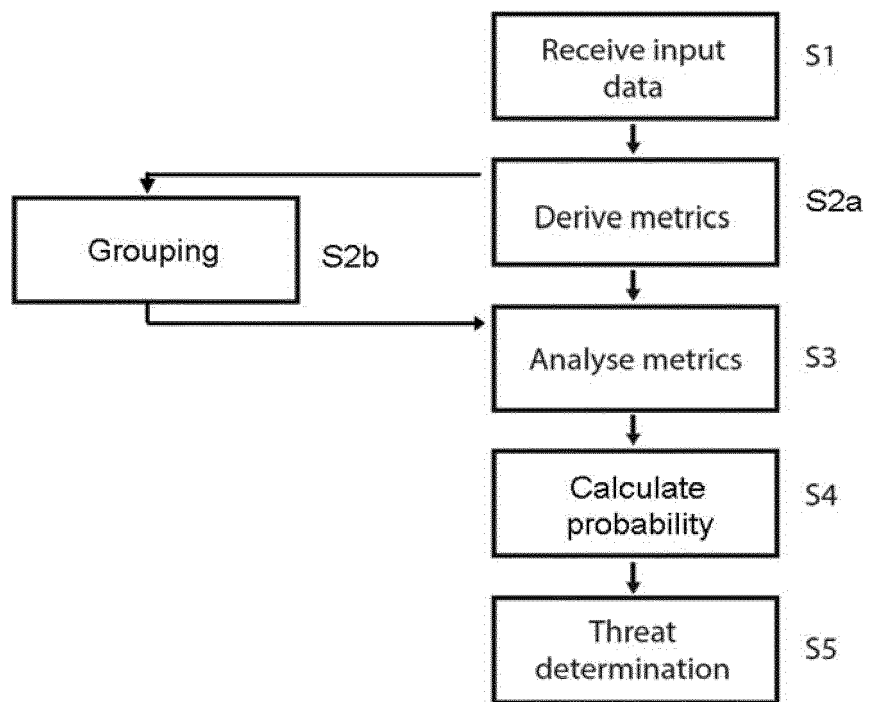 Receive input
data
S1
Derive metrics
S2a
Grouping
S2b
Analyse metrics
S3
Calculate
probability
S4
Threat
determination
S5